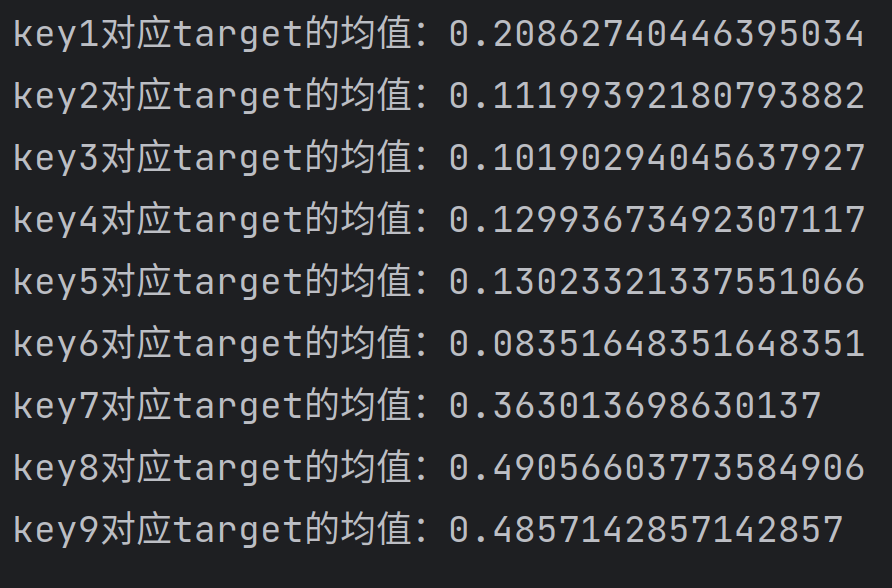 key1对应target的均值：0.20862740446395034
key2对应target的均值：0.11199392180793882
key3对应target的均值：0.10190294045637927
key4对应target的均值：0.12993673492307117
key5对应target的均值：0.13023321337551066
key6对应target的均值：0.08351648351648351
key7对应target的均值：0.363013698630137
key8对应target的均值：0.49056603773584906
key9对应target的均值：0.4857142857142857